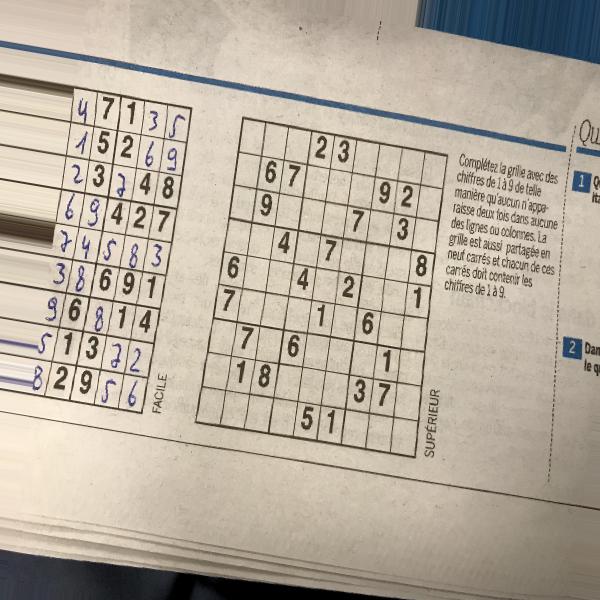 4 7 1 3 5
1 5 2 6 9
2 3 7 4 8
6 9 4 2 7
7 4 5 8 3
3 8 6 9 1
9 6 8 1 4
5 1 3 7 2
8 2 9 5 6
FACILE
2 3
6 7 9 2
9 7 3
4 7 8
6 4 2 1
7 1 6
7 6 1
1 8 3 7
5 1
SUPÉRIEUR
Complétez la grille avec des
chiffres de 1 à 9 de telle
manière qu'aucun n'appa-
raisse deux fois dans aucune
des lignes ou colonnes. La
grille est aussi partagée en
neuf carrés et chacun de ces
carrés doit contenir les
chiffres de 1 à 9.
Qu
1
2 Dan
le q